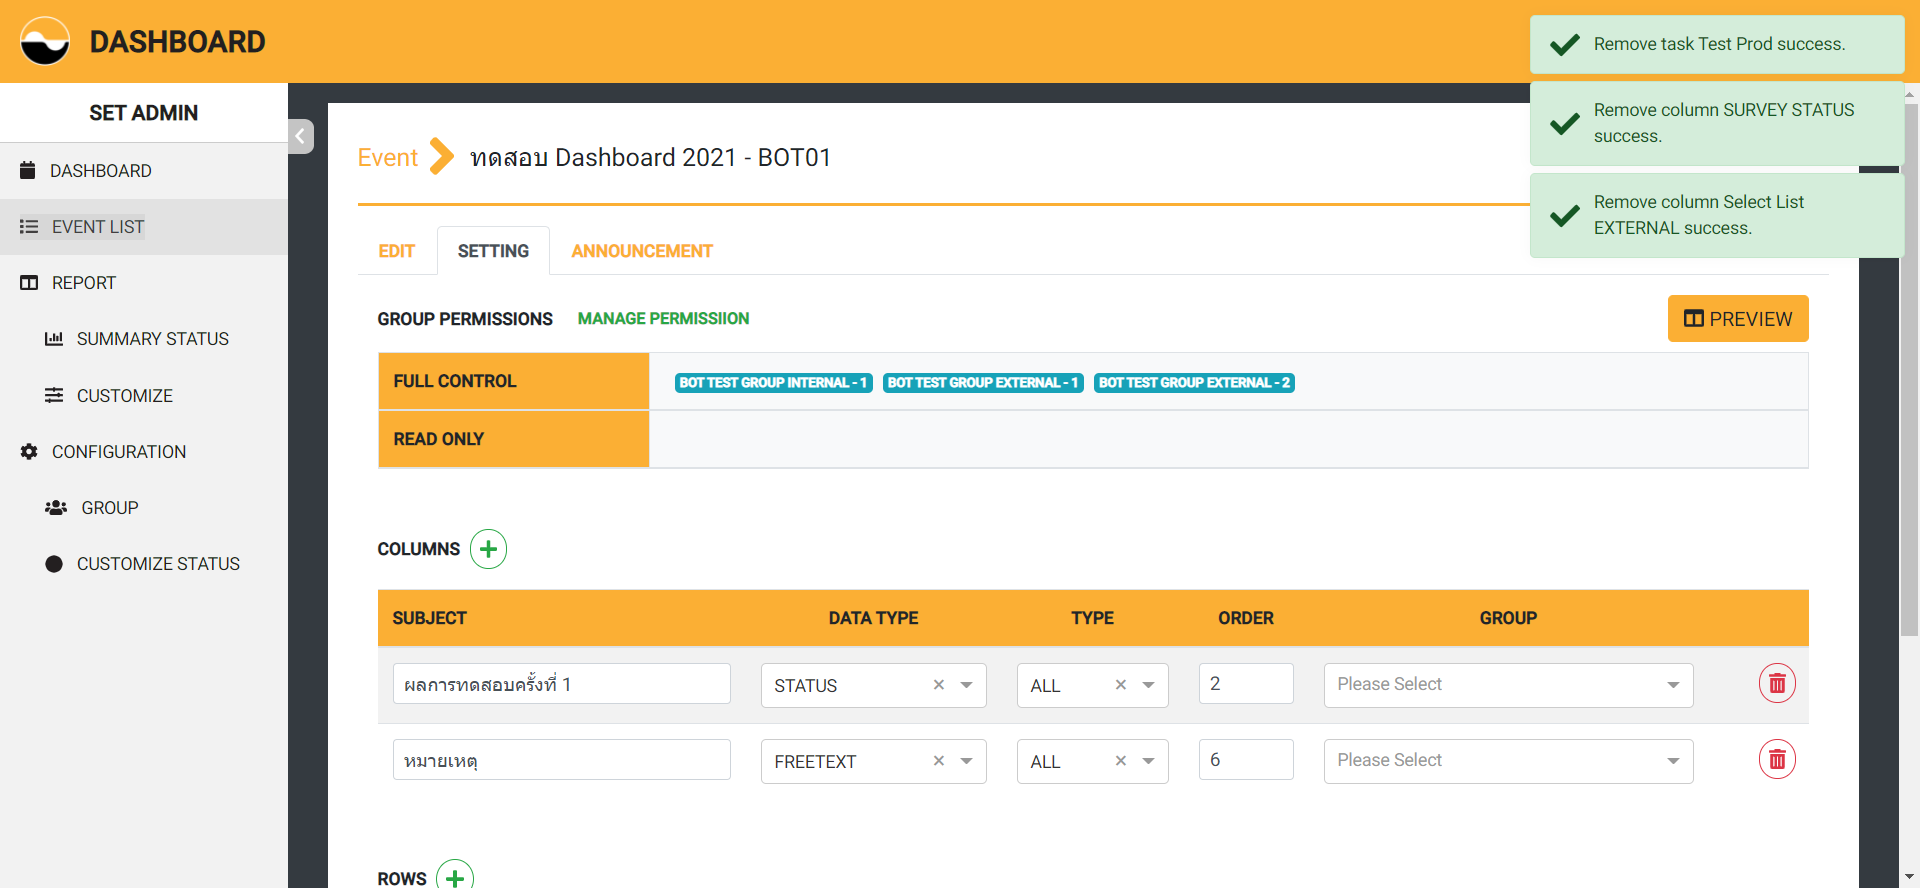 DASHBOARD
Remove task Test Prod success.
Remove column SURVEY STATUS
success.
Remove column Select List
EXTERNAL success.
SET ADMIN
DASHBOARD
EVENT LIST
REPORT
SUMMARY STATUS
CUSTOMIZE
CONFIGURATION
GROUP
CUSTOMIZE STATUS
Event ทดสอบ Dashboard 2021 - BOT01
EDIT SETTING ANNOUNCEMENT
GROUP PERMISSIONS MANAGE PERMISSIION PREVIEW
FULL CONTROL BOT TEST GROUP INTERNAL - 1 BOT TEST GROUP EXTERNAL - 1 BOT TEST GROUP EXTERNAL - 2
READ ONLY
COLUMNS
SUBJECT DATA TYPE TYPE ORDER GROUP
ผลการทดสอบครั้งที่ 1 STATUS ALL 2 Please Select
หมายเหตุ FREETEXT ALL 6 Please Select
ROWS